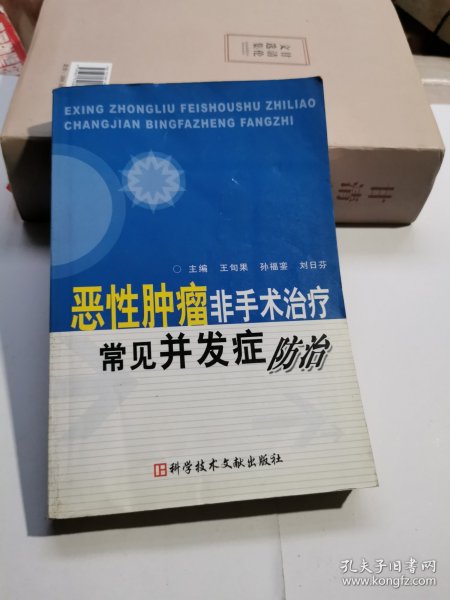 EXING ZHONGLIU FEISHOUSHU ZHILIAO
CHANGJIAN BINGFAZHENG FANGZHI
主编 王旬果 孙福銮 刘日芬
恶性肿瘤非手术治疗
常见并发症防治
科学技术文献出版社
孔夫子旧书网
www.kongfz.com